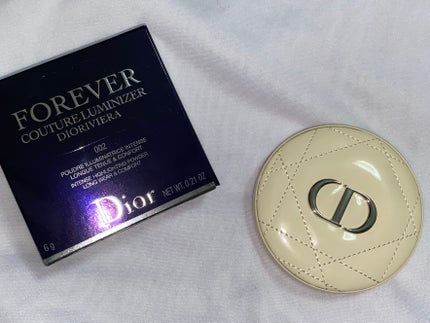 FOREVER
COUTURE LUMINIZER
DIORIVIERA
002
POUDRE ILLUMINATRICE INTENSE
LONGUE TENUE & CONFORT
INTENSE HIGHLIGHTING POWDER
LONG WEAR & COMFORT
Dior
6 g
NET WT. 0.21 OZ
CD